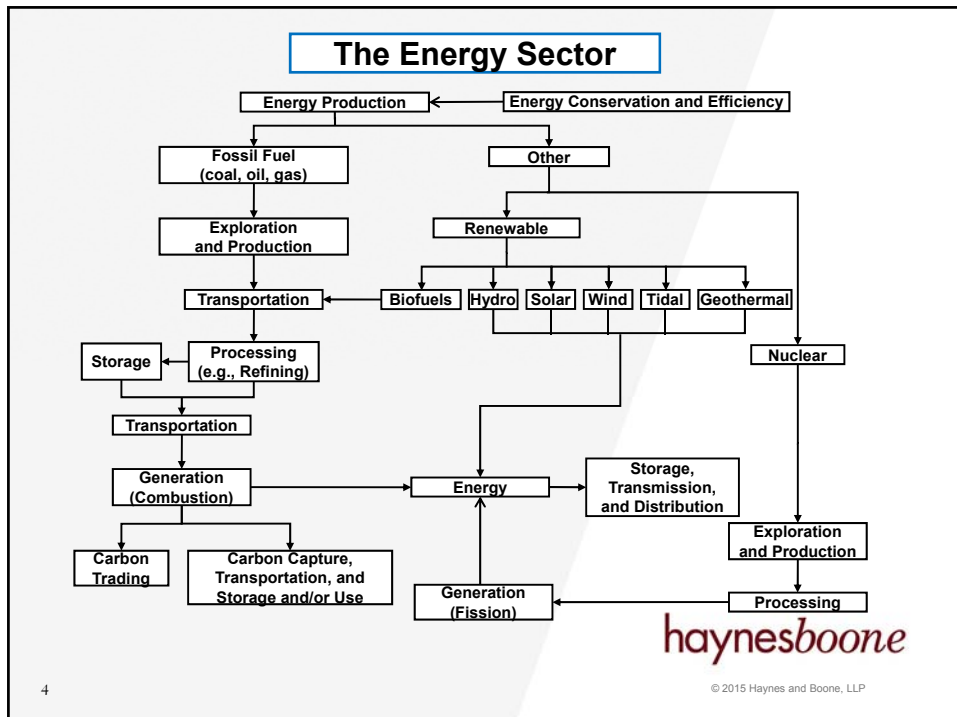 The Energy Sector
Energy Production
Energy Conservation and Efficiency
Fossil Fuel
(coal, oil, gas)
Other
Exploration
and Production
Renewable
Transportation
Biofuels
Hydro
Solar
Wind
Tidal
Geothermal
Storage
Processing
(e.g., Refining)
Nuclear
Transportation
Generation
(Combustion)
Energy
Storage,
Transmission,
and Distribution
Exploration
and Production
Carbon
Trading
Carbon Capture,
Transportation, and
Storage and/or Use
Generation
(Fission)
Processing
haynesboone
4
© 2015 Haynes and Boone, LLP